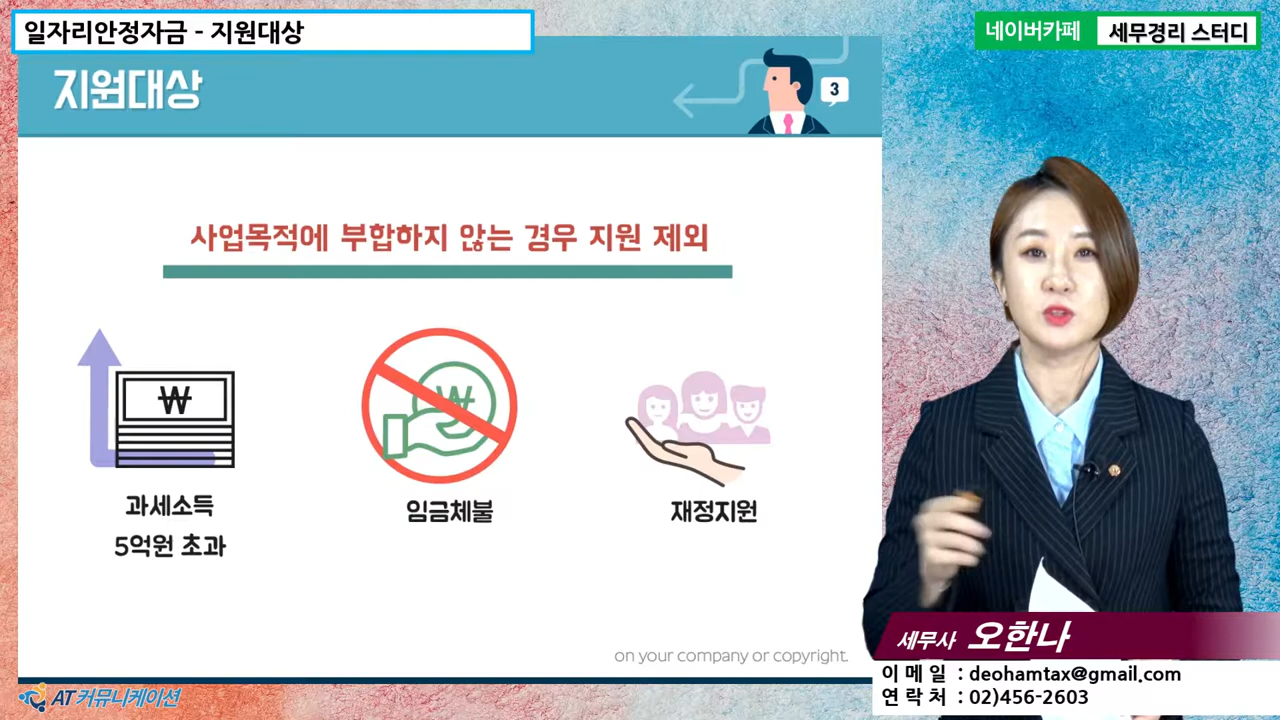 일자리안정자금 - 지원대상
네이버카페 세무경리 스터디
지원대상
3
사업목적에 부합하지 않는 경우 지원 제외
₩
₩
과세소득
5억원 초과
임금체불
재정지원
on your company or copyright.
세무사 오한나
이 메 일 : deohamtax@gmail.com
연 락 처 : 02)456-2603
AT커뮤니케이션